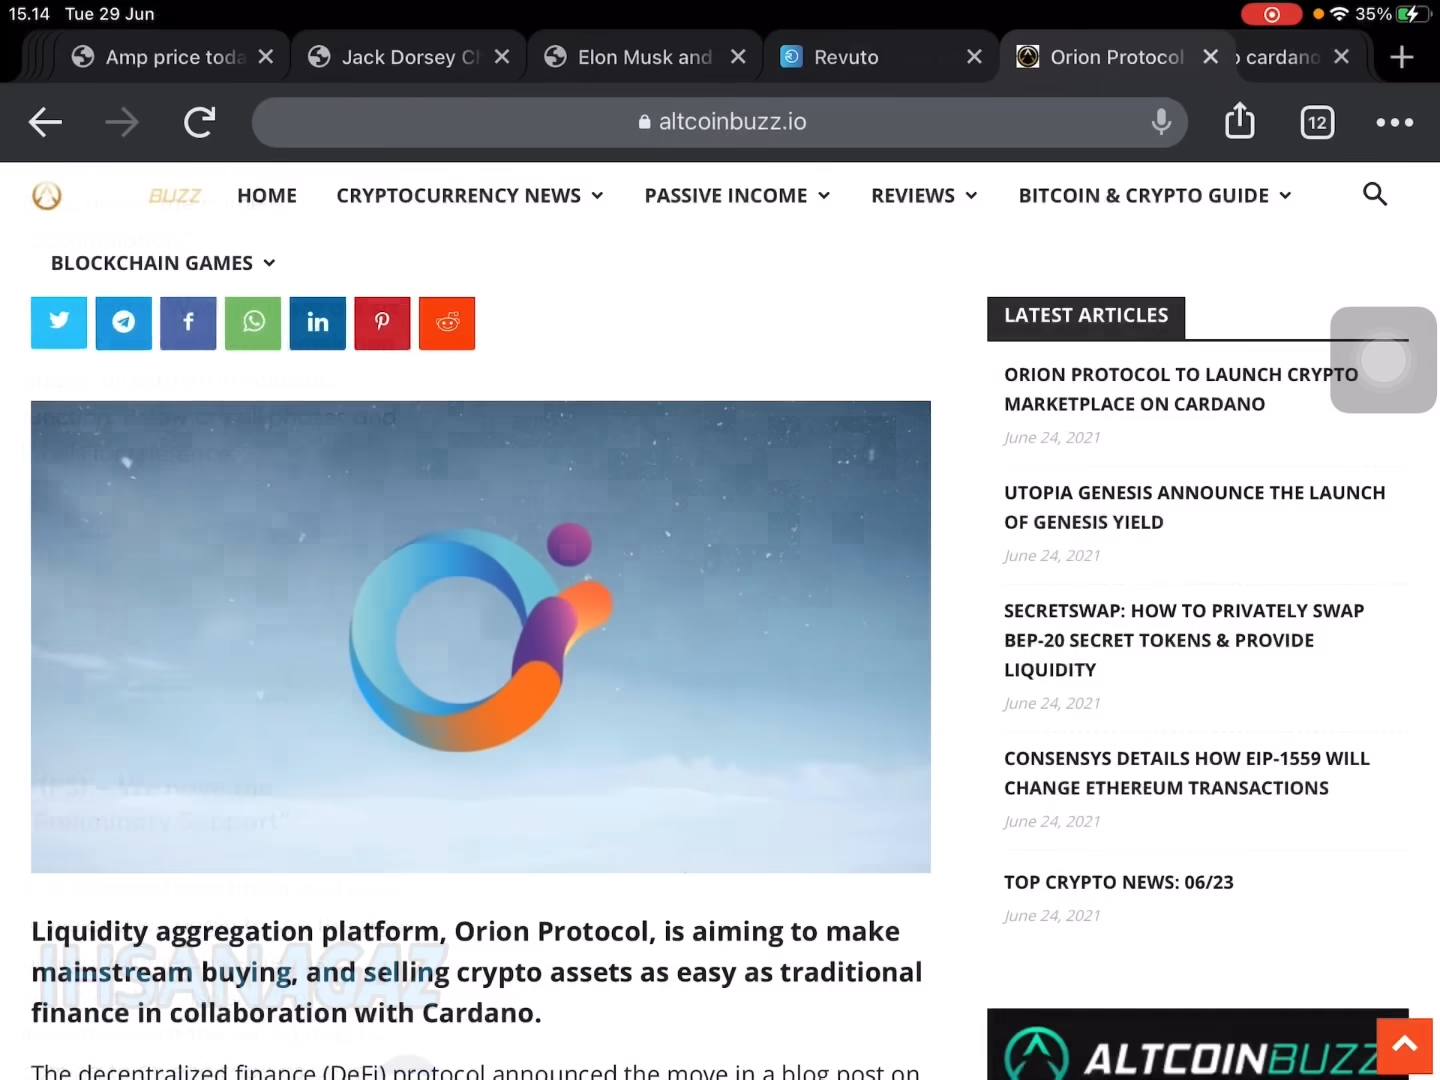 15.14 Tue 29 Jun
35%
Amp price toda
Jack Dorsey C
Elon Musk and
Revuto
Orion Protocol
cardano
altcoinbuzz.io
12
BUZZ
HOME
CRYPTOCURRENCY NEWS
PASSIVE INCOME
REVIEWS
BITCOIN & CRYPTO GUIDE
BLOCKCHAIN GAMES
LATEST ARTICLES
ORION PROTOCOL TO LAUNCH CRYPTO
MARKETPLACE ON CARDANO
June 24, 2021
UTOPIA GENESIS ANNOUNCE THE LAUNCH
OF GENESIS YIELD
June 24, 2021
SECRETSWAP: HOW TO PRIVATELY SWAP
BEP-20 SECRET TOKENS & PROVIDE
LIQUIDITY
June 24, 2021
CONSENSYS DETAILS HOW EIP-1559 WILL
CHANGE ETHEREUM TRANSACTIONS
June 24, 2021
TOP CRYPTO NEWS: 06/23
June 24, 2021
Liquidity aggregation platform, Orion Protocol, is aiming to make
mainstream buying, and selling crypto assets as easy as traditional
finance in collaboration with Cardano.
IHSANAGAZ
The decentralized finance (DeFi) protocol announced the move in a blog post on
ALTCOINBUZZ